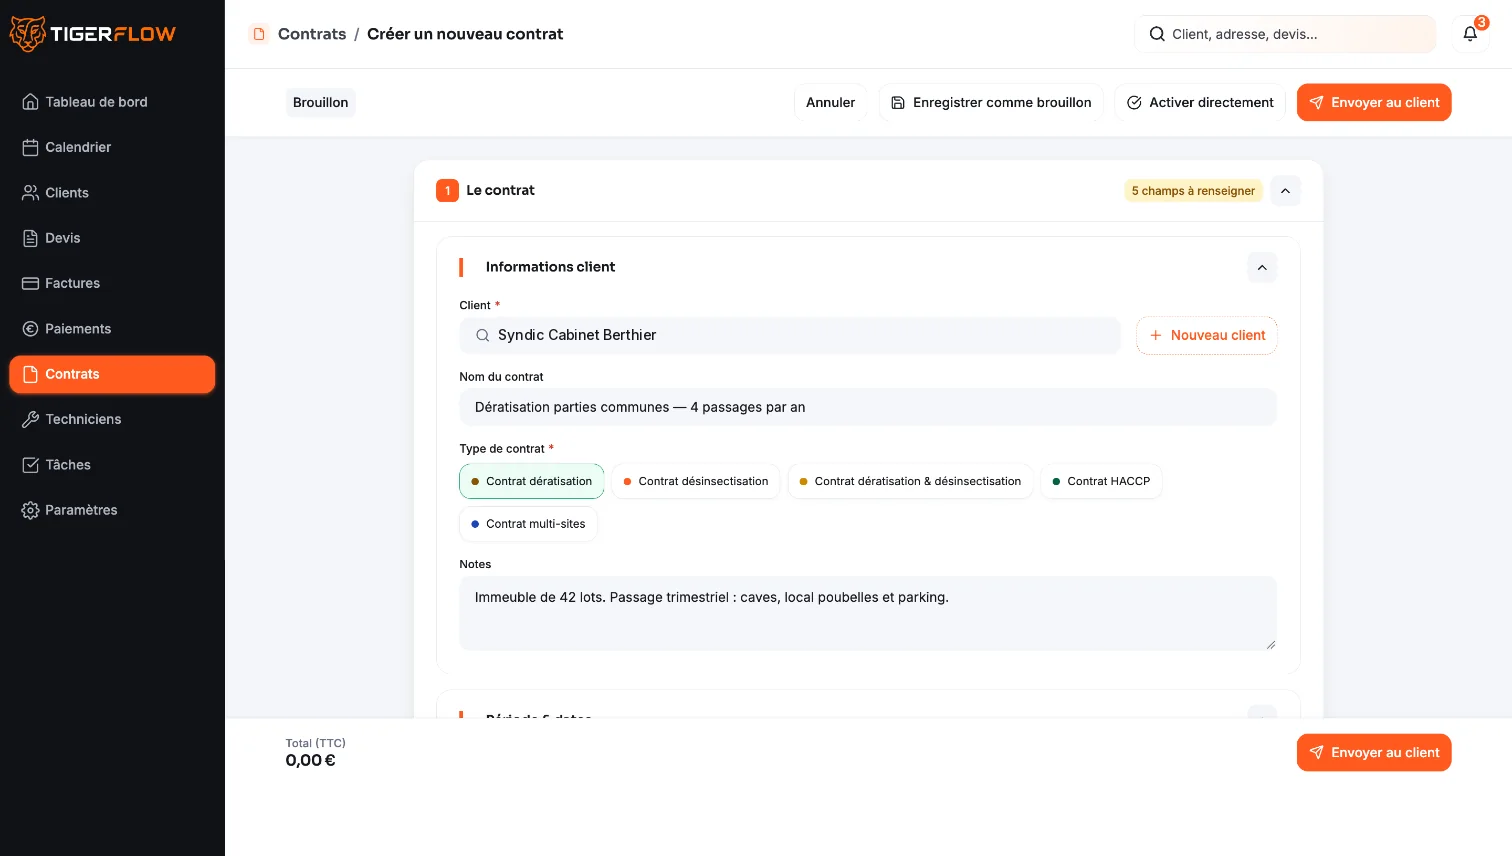 TIGERFLOW
Contrats / Créer un nouveau contrat
Client, adresse, devis...
3
Tableau de bord
Calendrier
Clients
Devis
Factures
Paiements
Contrats
Techniciens
Tâches
Paramètres
Brouillon
Annuler
Enregistrer comme brouillon
Activer directement
Envoyer au client
1 Le contrat
5 champs à renseigner
Informations client
Client *
Syndic Cabinet Berthier
+ Nouveau client
Nom du contrat
Dératisation parties communes — 4 passages par an
Type de contrat *
Contrat dératisation
Contrat désinsectisation
Contrat dératisation & désinsectisation
Contrat HACCP
Contrat multi-sites
Notes
Immeuble de 42 lots. Passage trimestriel : caves, local poubelles et parking.
Période & dates
Total (TTC)
0,00 €
Envoyer au client